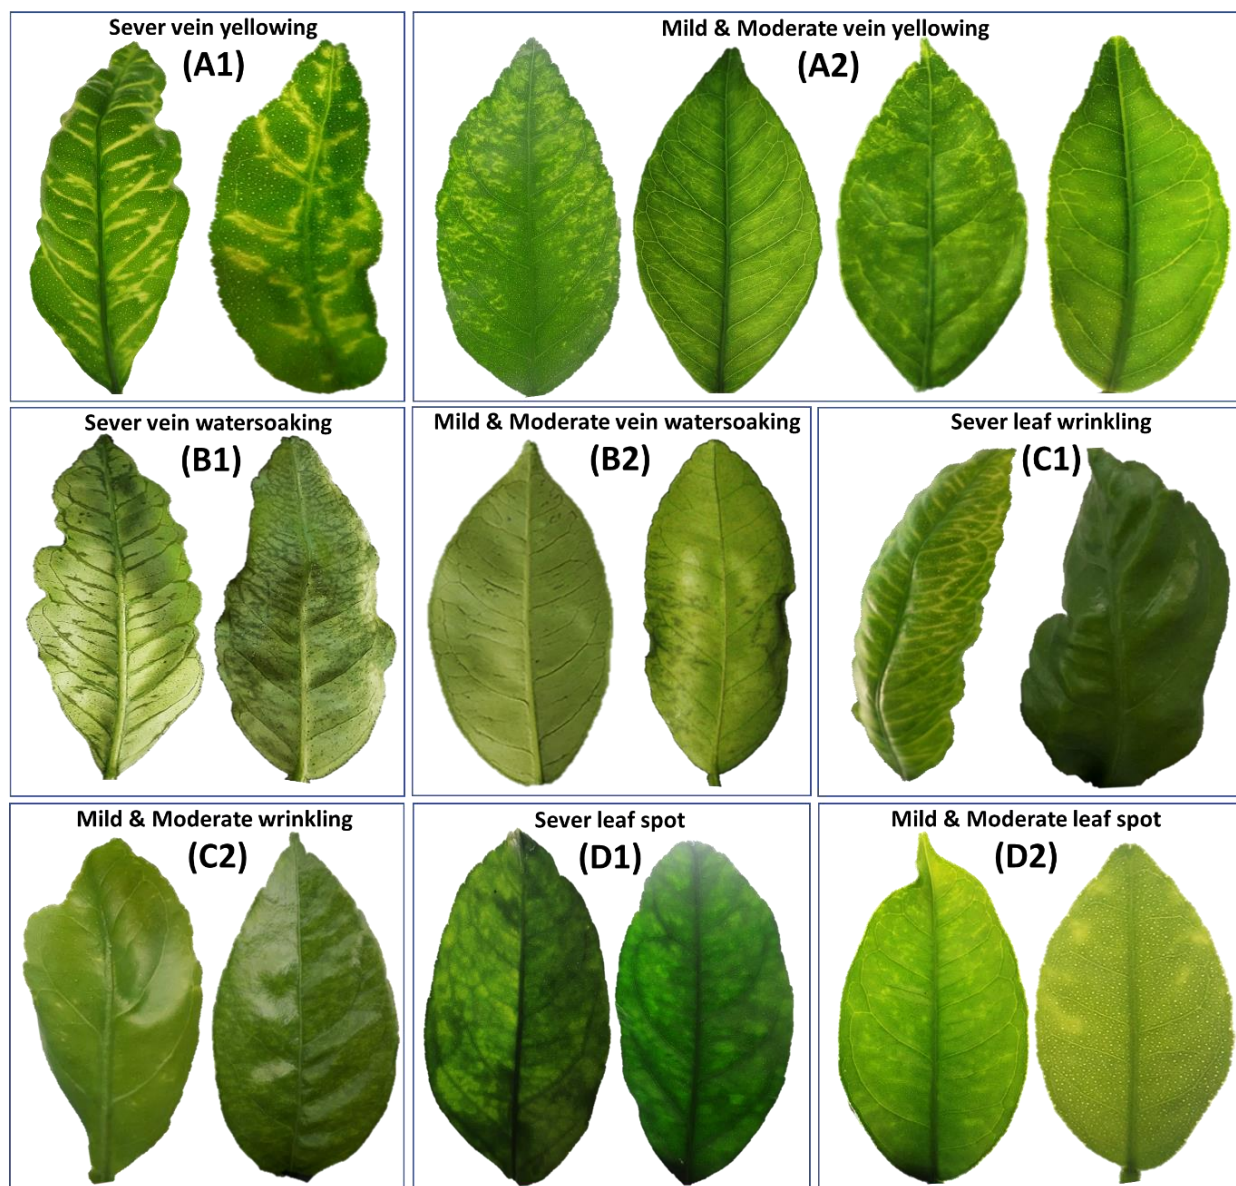 Sever vein yellowing
(A1)
Mild & Moderate vein yellowing
(A2)
Sever vein watersoaking
(B1)
Mild & Moderate vein watersoaking
(B2)
Sever leaf wrinkling
(C1)
Mild & Moderate wrinkling
(C2)
Sever leaf spot
(D1)
Mild & Moderate leaf spot
(D2)